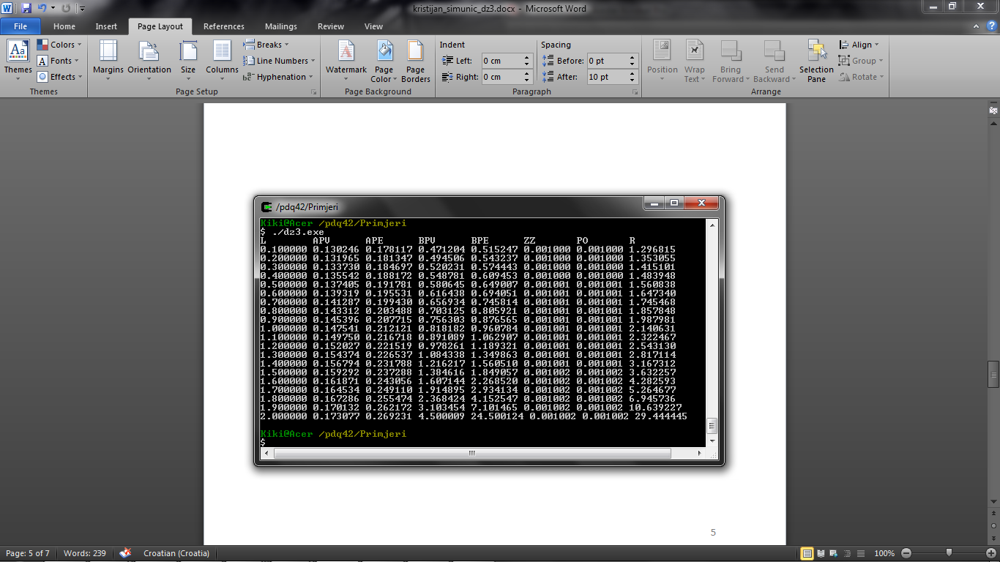 kristijan_simunic_dz3.docx - Microsoft Word
File Home Insert Page Layout References Mailings Review View
Themes
Colors
Fonts
Effects
Themes
Margins Orientation Size Columns
Breaks
Line Numbers
Hyphenation
Page Setup
Watermark Page Color Page Borders
Page Background
Indent
Left: 0 cm
Right: 0 cm
Spacing
Before: 0 pt
After: 10 pt
Paragraph
Position Wrap Text Bring Forward Send Backward Selection Pane
Align
Group
Rotate
Arrange
/pdq42/Primjeri
Kiki@Acer /pdq42/Primjeri
$ ./dz3.exe
L APV APE BPV BPE ZZ PO R
0.100000 0.130246 0.178117 0.471204 0.515247 0.001000 0.001000 1.296815
0.200000 0.131965 0.181347 0.494506 0.543237 0.001000 0.001000 1.353055
0.300000 0.133730 0.184697 0.520231 0.574443 0.001000 0.001000 1.415101
0.400000 0.135542 0.188172 0.548781 0.609453 0.001000 0.001000 1.483948
0.500000 0.137405 0.191781 0.580645 0.649007 0.001001 0.001000 1.560838
0.600000 0.139319 0.195531 0.616438 0.694051 0.001001 0.001001 1.647340
0.700000 0.141287 0.199430 0.656934 0.745814 0.001001 0.001001 1.745468
0.800000 0.143312 0.203488 0.703125 0.805921 0.001001 0.001001 1.857848
0.900000 0.145396 0.207715 0.756303 0.876565 0.001001 0.001001 1.987981
1.000000 0.147541 0.212121 0.818182 0.960784 0.001001 0.001001 2.140631
1.100000 0.149750 0.216718 0.891089 1.062907 0.001001 0.001001 2.322467
1.200000 0.152027 0.221519 0.978261 1.189321 0.001001 0.001001 2.543130
1.300000 0.154374 0.226537 1.084338 1.349863 0.001001 0.001001 2.817114
1.400000 0.156794 0.231788 1.216217 1.560510 0.001001 0.001001 3.167312
1.500000 0.159292 0.237288 1.384616 1.849057 0.001002 0.001002 3.632257
1.600000 0.161871 0.243056 1.607144 2.268520 0.001002 0.001002 4.282593
1.700000 0.164534 0.249110 1.914895 2.934134 0.001002 0.001002 5.264677
1.800000 0.167286 0.255474 2.368424 4.152547 0.001002 0.001002 6.945736
1.900000 0.170132 0.262172 3.103454 7.101465 0.001002 0.001002 10.639227
2.000000 0.173077 0.269231 4.500009 24.500124 0.001002 0.001002 29.444445
Kiki@Acer /pdq42/Primjeri
$
5
Page: 5 of 7 Words: 239 Croatian (Croatia) 100%